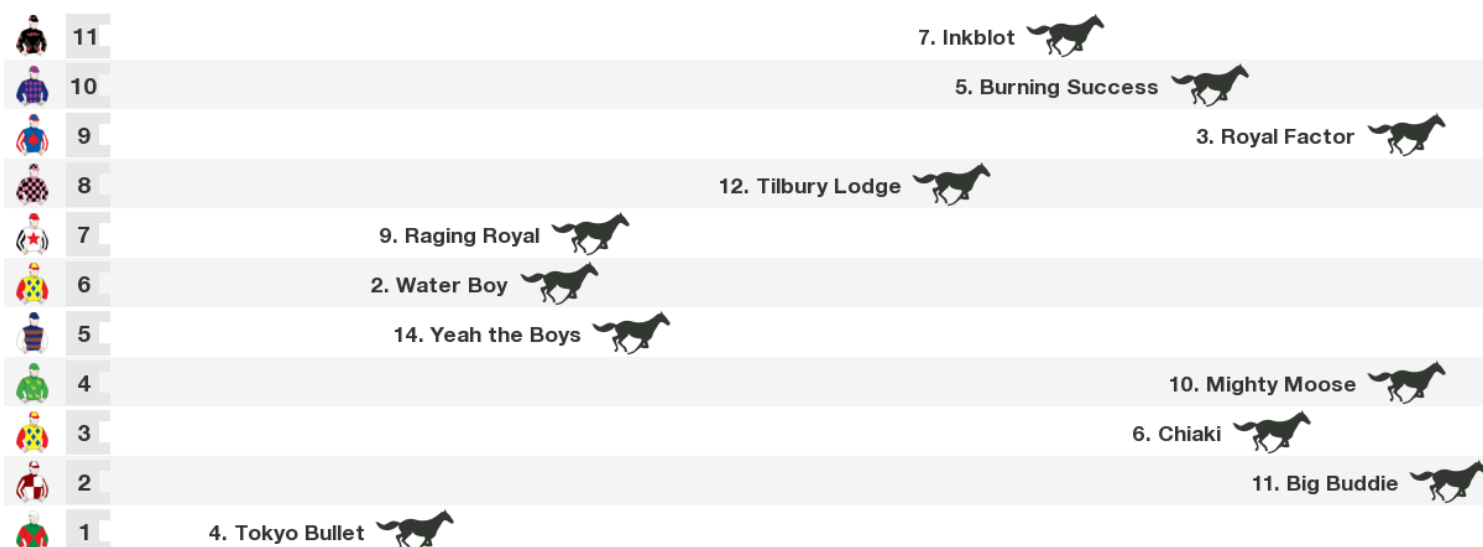 11 7. Inkblot
10 5. Burning Success
9 3. Royal Factor
8 12. Tilbury Lodge
7 9. Raging Royal
6 2. Water Boy
5 14. Yeah the Boys
4 10. Mighty Moose
3 6. Chiaki
2 11. Big Buddie
1 4. Tokyo Bullet